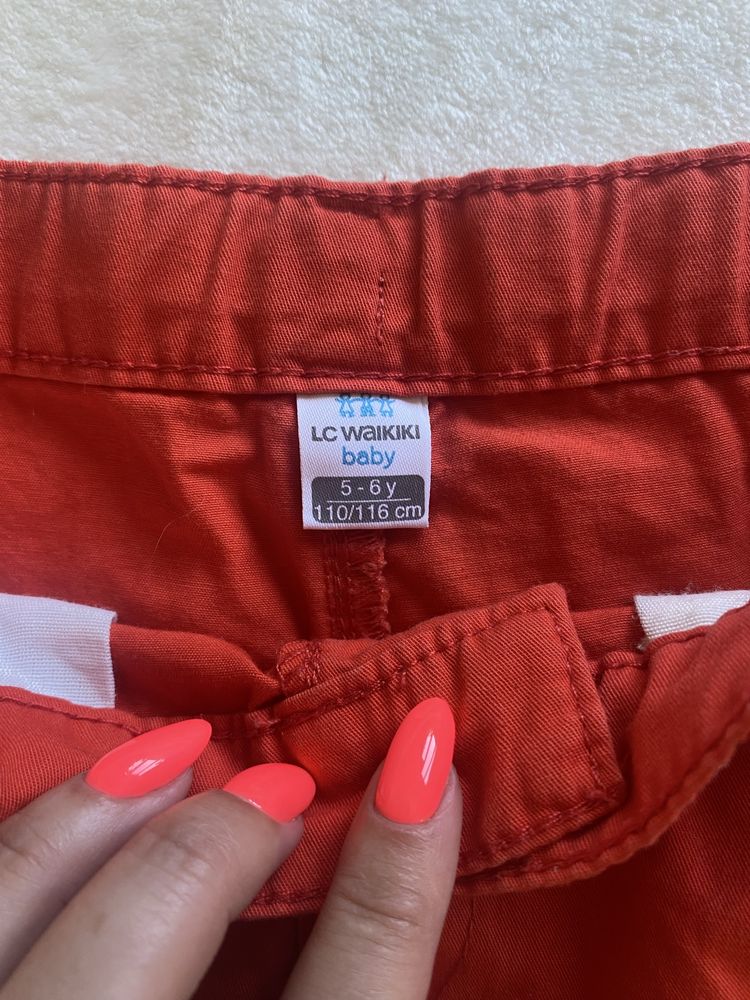 LC WAIKIKI
baby
5 - 6 y
110/116 cm